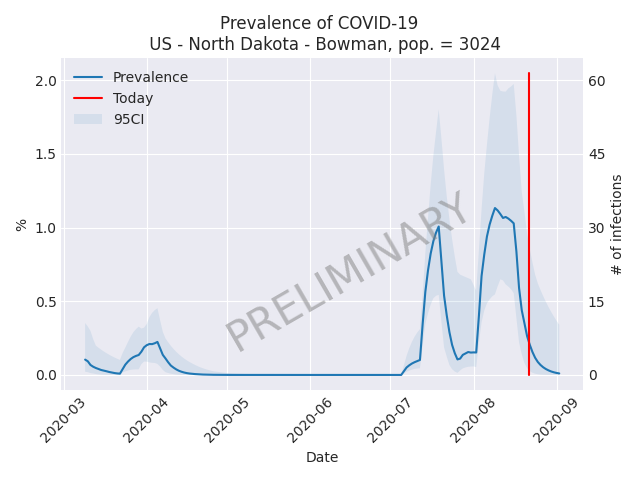 Prevalence of COVID-19
US - North Dakota - Bowman, pop. = 3024
Prevalence
Today
95CI
2.0
1.5
1.0
0.5
0.0
%
60
45
30
15
0
# of infections
PRELIMINARY
2020-03
2020-04
2020-05
2020-06
2020-07
2020-08
2020-09
Date